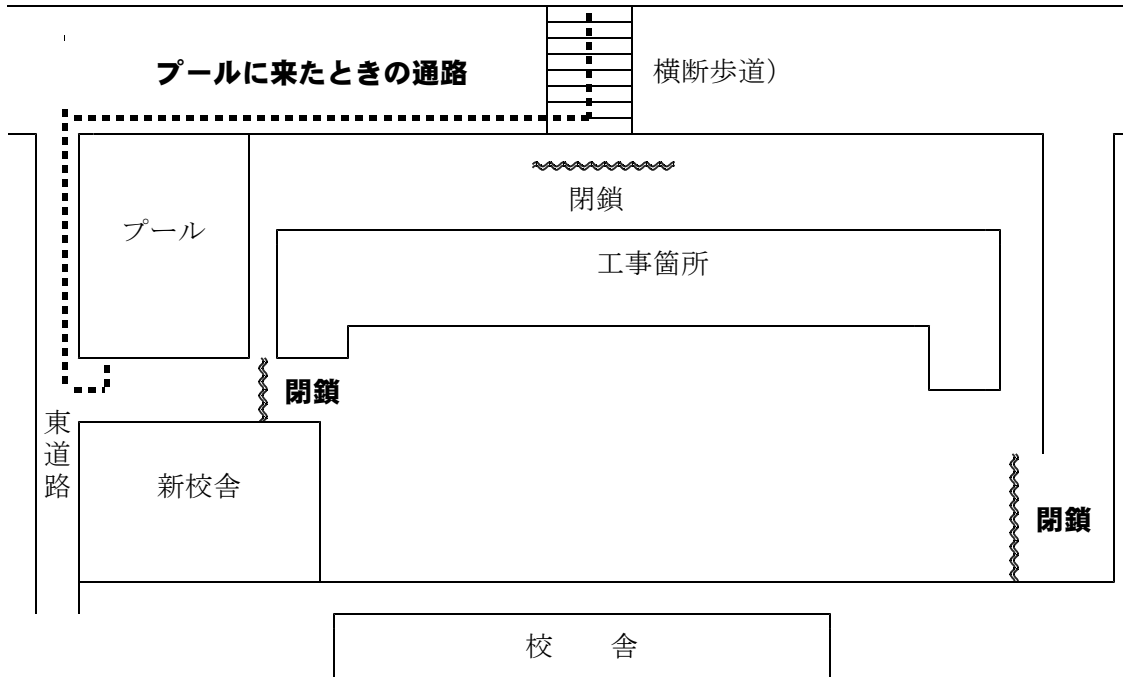 プールに来たときの通路
横断歩道)
閉鎖
プール
工事箇所
閉鎖
東道路
新校舎
閉鎖
校　舎